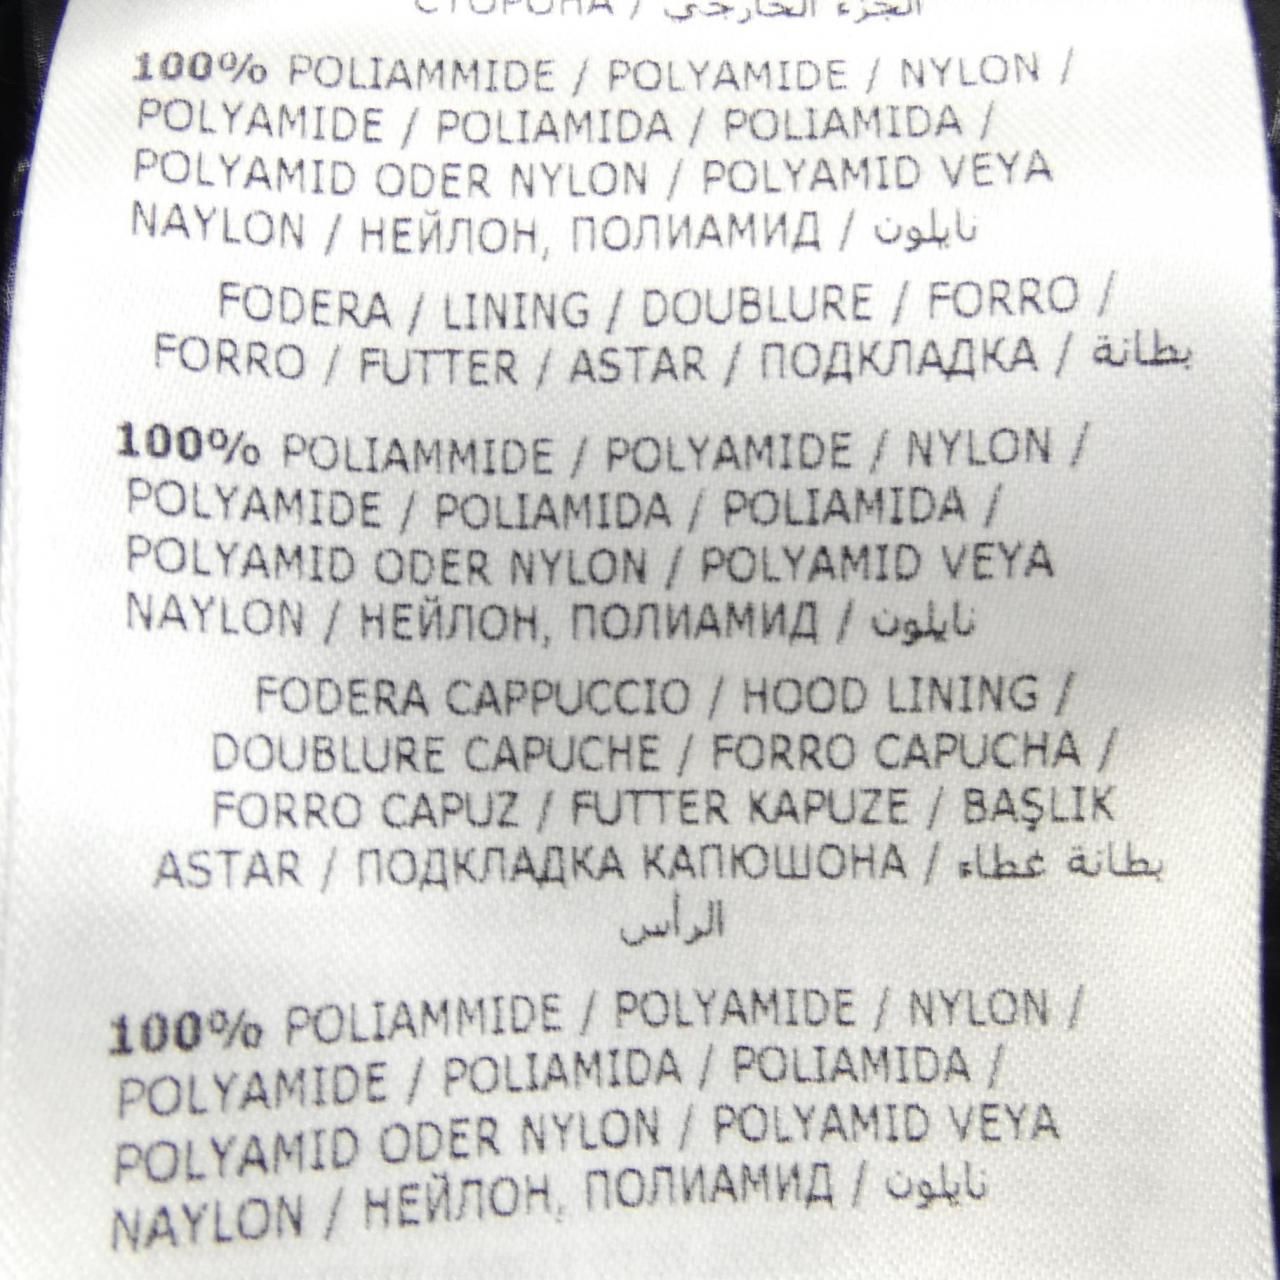 СТОРОНА / الجزء الخارجي
100% POLIAMMIDE / POLYAMIDE / NYLON /
POLYAMIDE / POLIAMIDA / POLIAMIDA /
POLYAMID ODER NYLON / POLYAMID VEYA
NAYLON / НЕЙЛОН, ПОЛИАМИД / نايلون
FODERA / LINING / DOUBLURE / FORRO /
FORRO / FUTTER / ASTAR / ПОДКЛАДКА / بطانة
100% POLIAMMIDE / POLYAMIDE / NYLON /
POLYAMIDE / POLIAMIDA / POLIAMIDA /
POLYAMID ODER NYLON / POLYAMID VEYA
NAYLON / НЕЙЛОН, ПОЛИАМИД / نايلون
FODERA CAPPUCCIO / HOOD LINING /
DOUBLURE CAPUCHE / FORRO CAPUCHA /
FORRO CAPUZ / FUTTER KAPUZE / BAŞLIK
ASTAR / ПОДКЛАДКА КАПЮШОНА / بطانة غطاء
الرأس
100% POLIAMMIDE / POLYAMIDE / NYLON /
POLYAMIDE / POLIAMIDA / POLIAMIDA /
POLYAMID ODER NYLON / POLYAMID VEYA
NAYLON / НЕЙЛОН, ПОЛИАМИД / نايلون